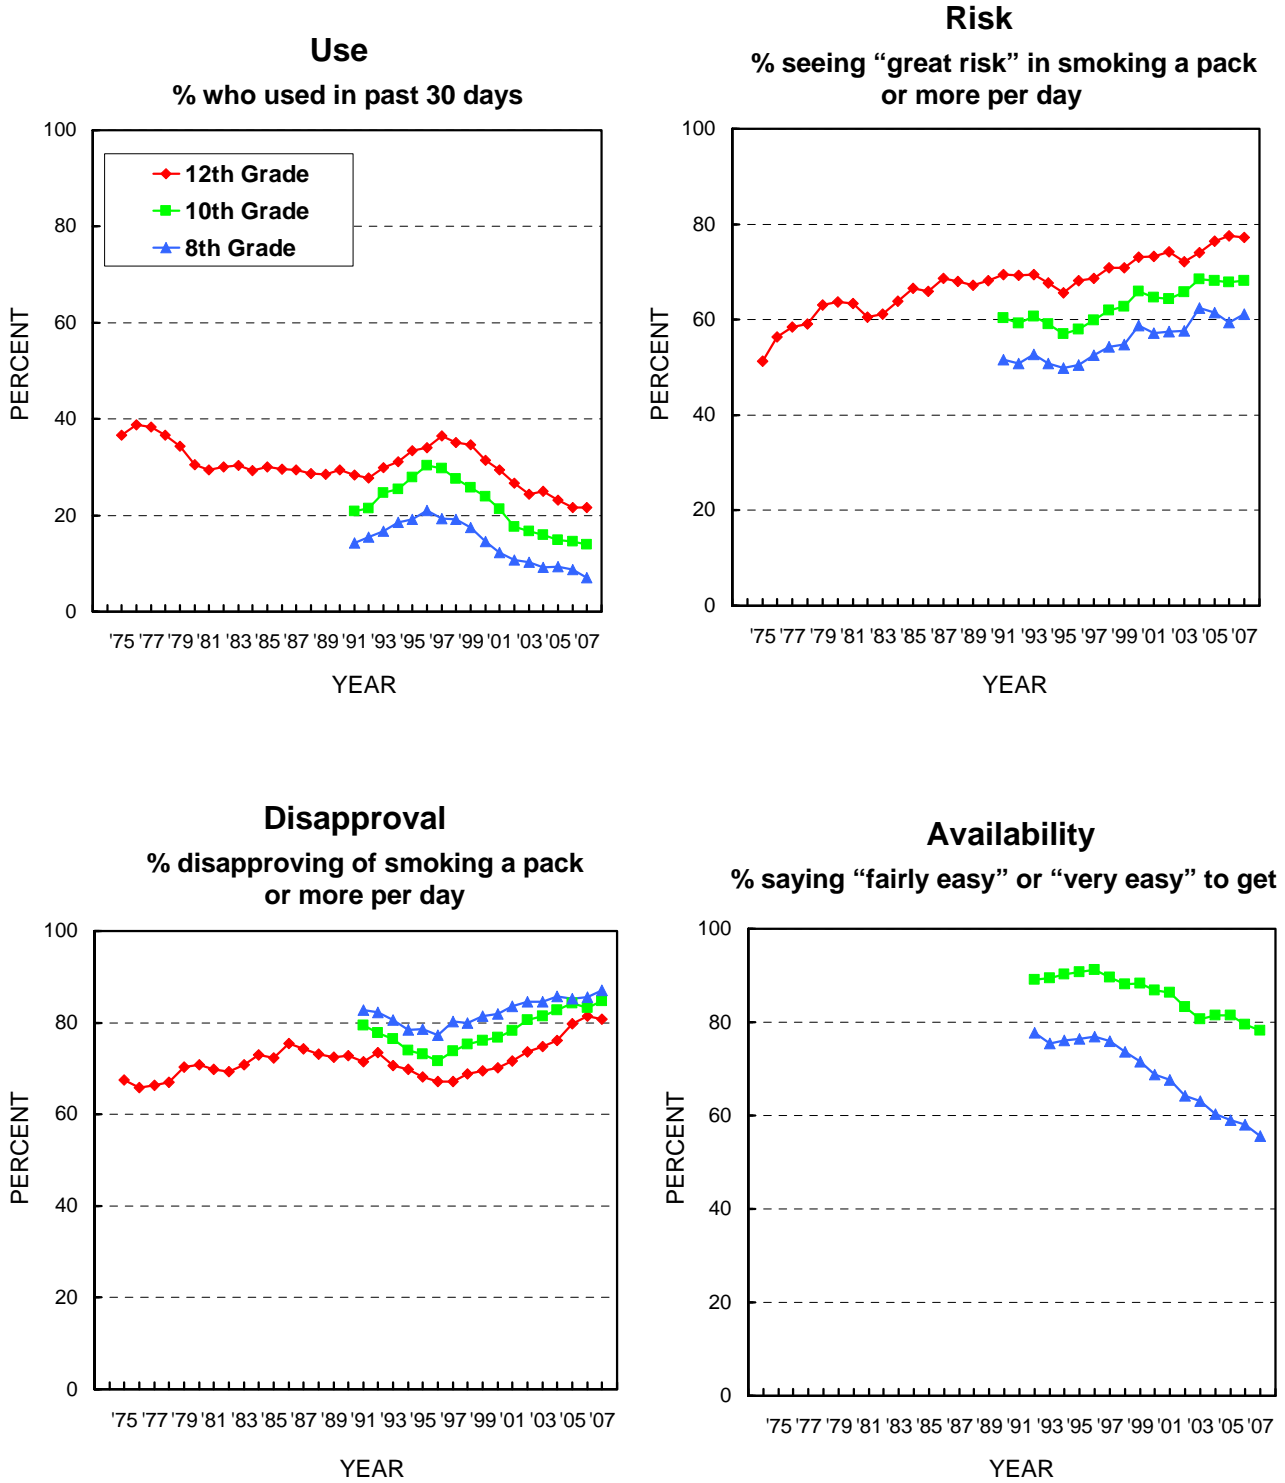 Use
% who used in past 30 days
100
80
60
40
20
0
PERCENT
12th Grade
10th Grade
8th Grade
'75 '77 '79 '81 '83 '85 '87 '89 '91 '93 '95 '97 '99 '01 '03 '05 '07
YEAR
Risk
% seeing “great risk” in smoking a pack
or more per day
100
80
60
40
20
0
PERCENT
'75 '77 '79 '81 '83 '85 '87 '89 '91 '93 '95 '97 '99 '01 '03 '05 '07
YEAR
Disapproval
% disapproving of smoking a pack
or more per day
100
80
60
40
20
0
PERCENT
'75 '77 '79 '81 '83 '85 '87 '89 '91 '93 '95 '97 '99 '01 '03 '05 '07
YEAR
Availability
% saying “fairly easy” or “very easy” to get
100
80
60
40
20
0
PERCENT
'75 '77 '79 '81 '83 '85 '87 '89 '91 '93 '95 '97 '99 '01 '03 '05 '07
YEAR